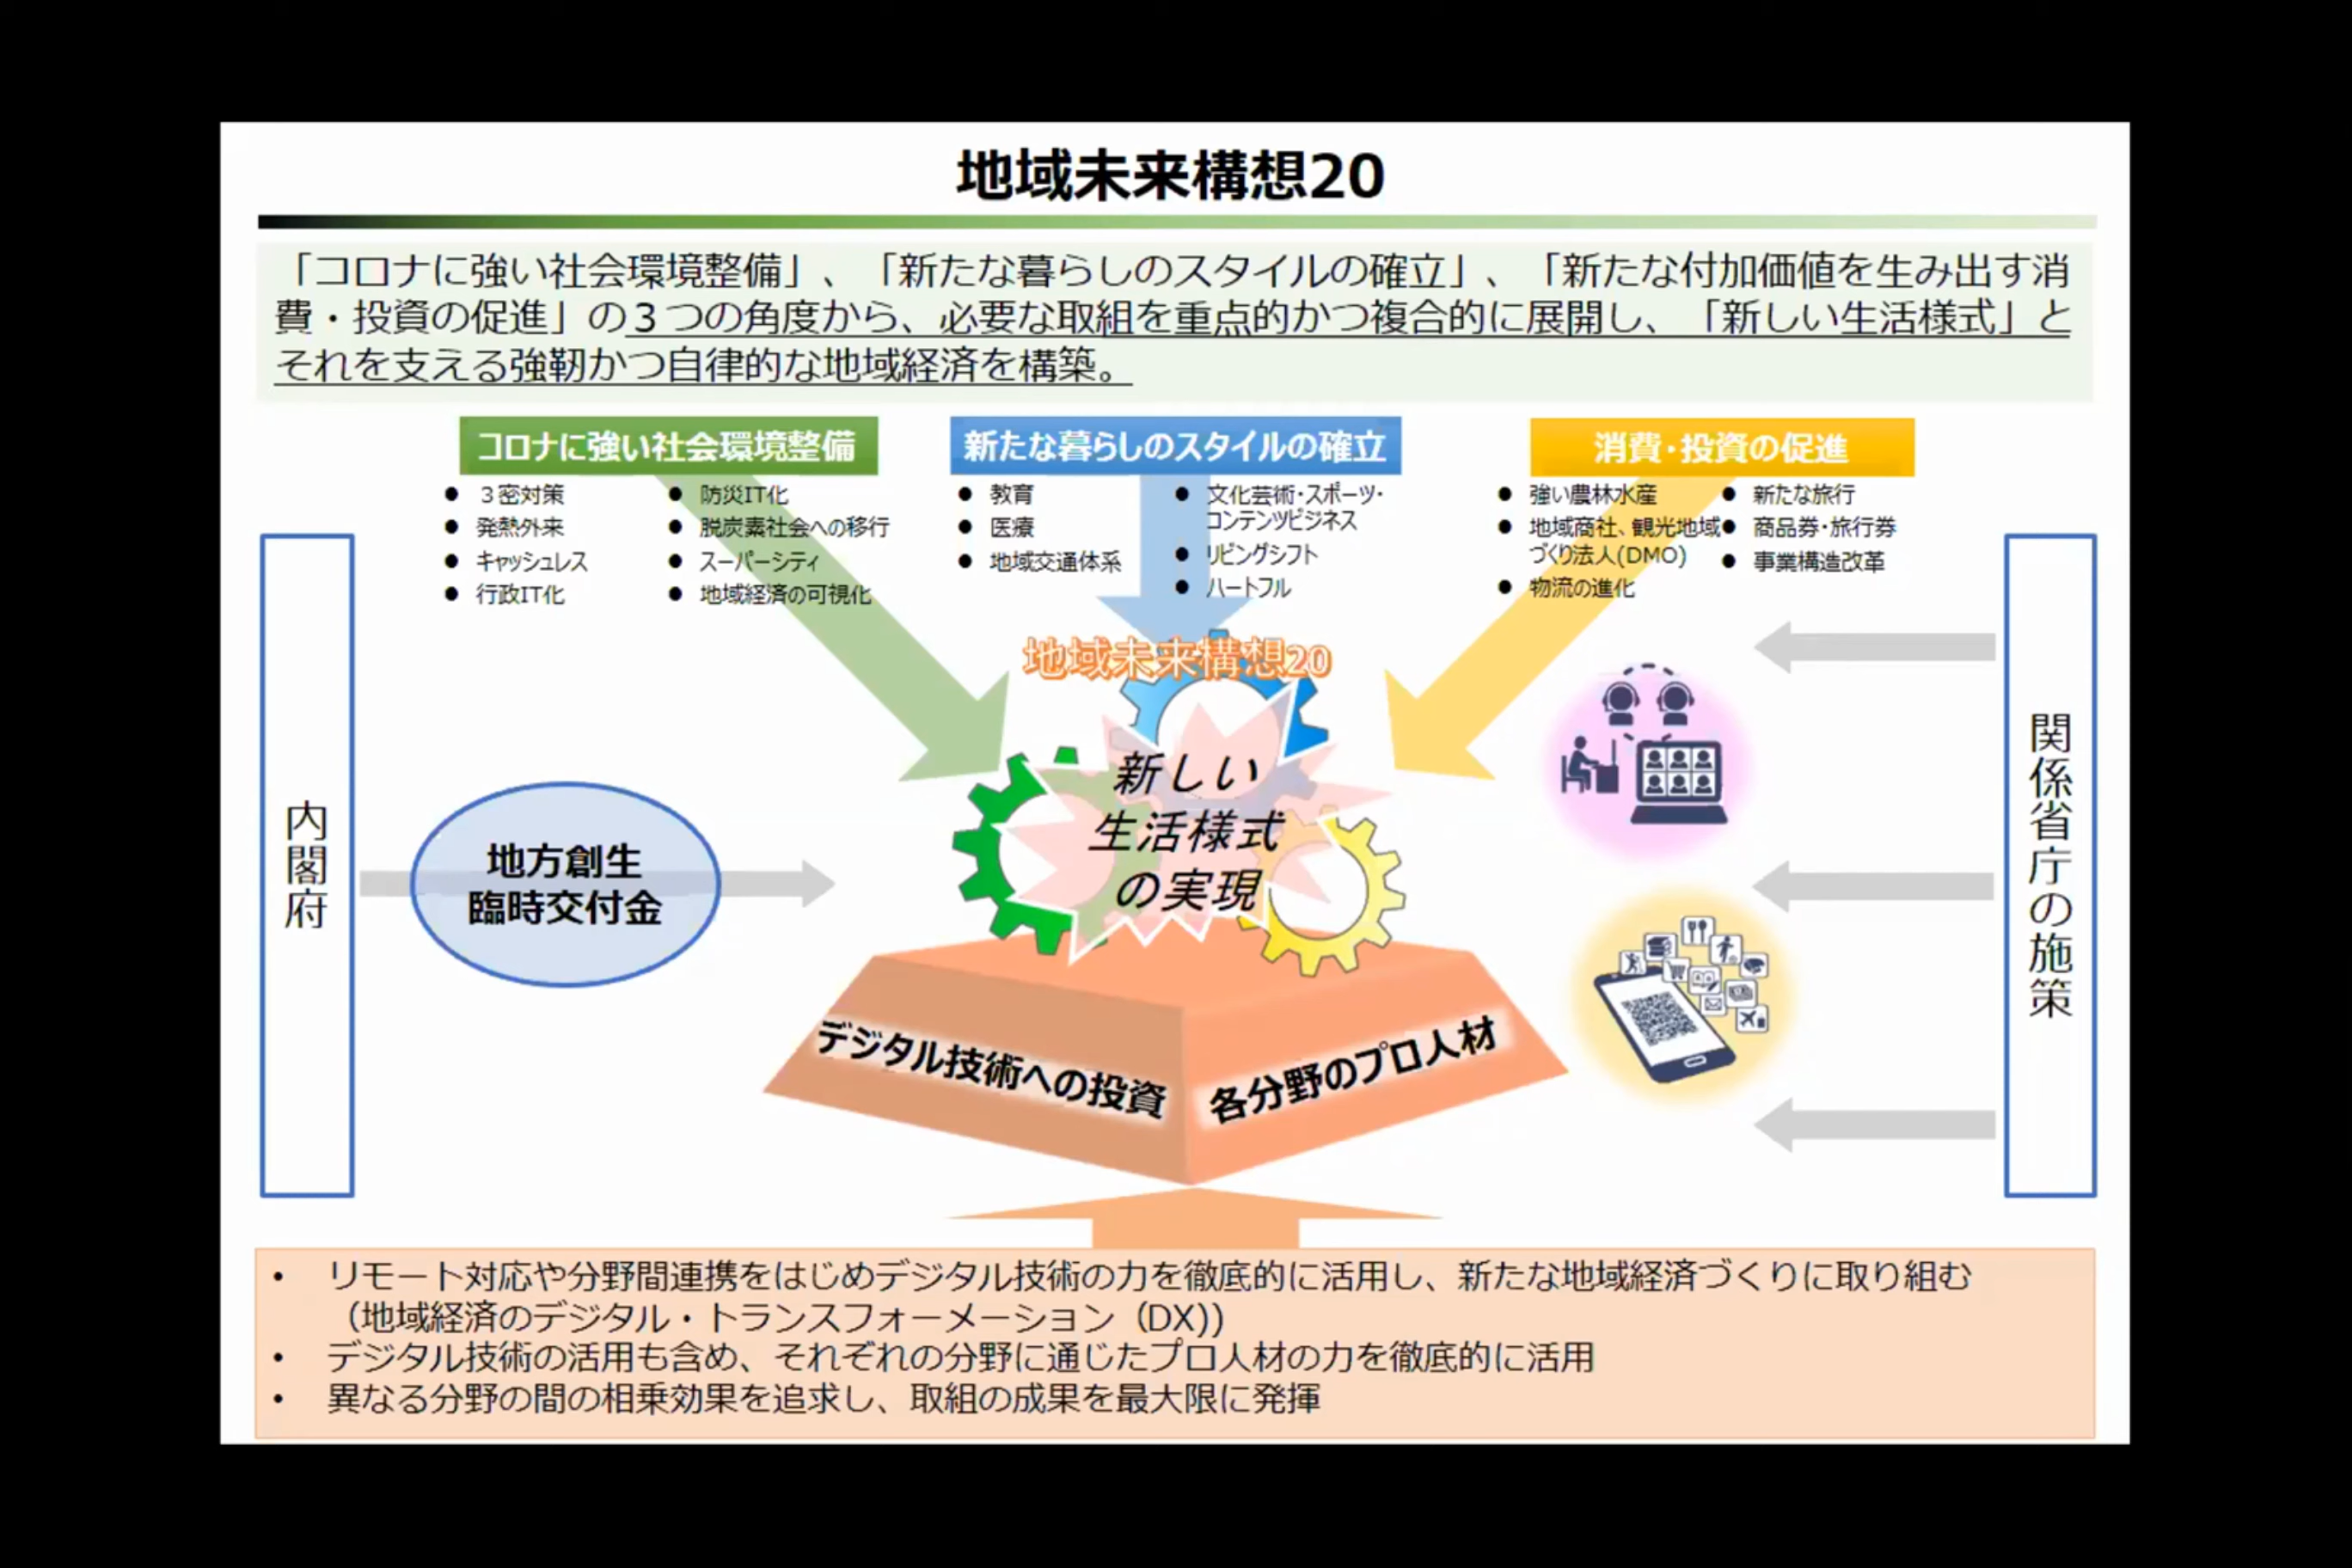 地域未来構想20
「コロナに強い社会環境整備」、「新たな暮らしのスタイルの確立」、「新たな付加価値を生み出す消
費・投資の促進」の３つの角度から、必要な取組を重点的かつ複合的に展開し、「新しい生活様式」と
それを支える強靭かつ自律的な地域経済を構築。
コロナに強い社会環境整備
● ３密対策
● 発熱外来
● キャッシュレス
● 行政IT化
● 防災IT化
● 脱炭素社会への移行
● スーパーシティ
● 地域経済の可視化
新たな暮らしのスタイルの確立
● 教育
● 医療
● 地域交通体系
● 文化芸術・スポーツ・
コンテンツビジネス
● リビングシフト
● ハートフル
消費・投資の促進
● 強い農林水産
● 地域商社、観光地域
づくり法人(DMO)
● 物流の進化
● 新たな旅行
● 商品券・旅行券
● 事業構造改革
地域未来構想20
新しい
生活様式
の実現
内閣府
地方創生
臨時交付金
関係省庁の施策
デジタル技術への投資
各分野のプロ人材
• リモート対応や分野間連携をはじめデジタル技術の力を徹底的に活用し、新たな地域経済づくりに取り組む
（地域経済のデジタル・トランスフォーメーション（DX))
• デジタル技術の活用も含め、それぞれの分野に通じたプロ人材の力を徹底的に活用
• 異なる分野の間の相乗効果を追求し、取組の成果を最大限に発揮